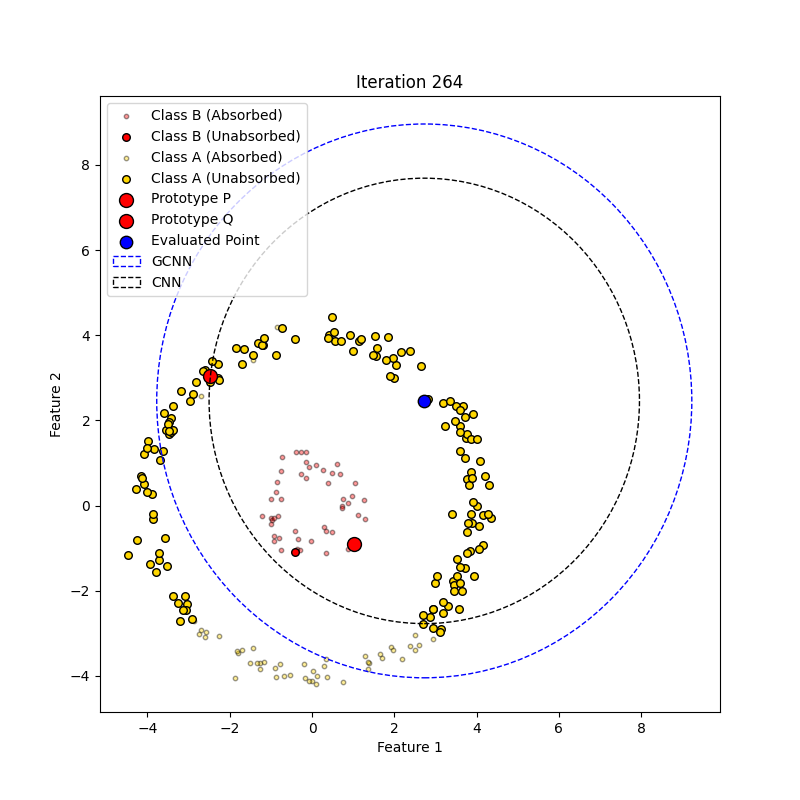 Iteration 264
Class B (Absorbed)
Class B (Unabsorbed)
Class A (Absorbed)
Class A (Unabsorbed)
Prototype P
Prototype Q
Evaluated Point
GCNN
CNN
8
6
4
2
0
−2
−4
Feature 2
−4 −2 0 2 4 6 8
Feature 1